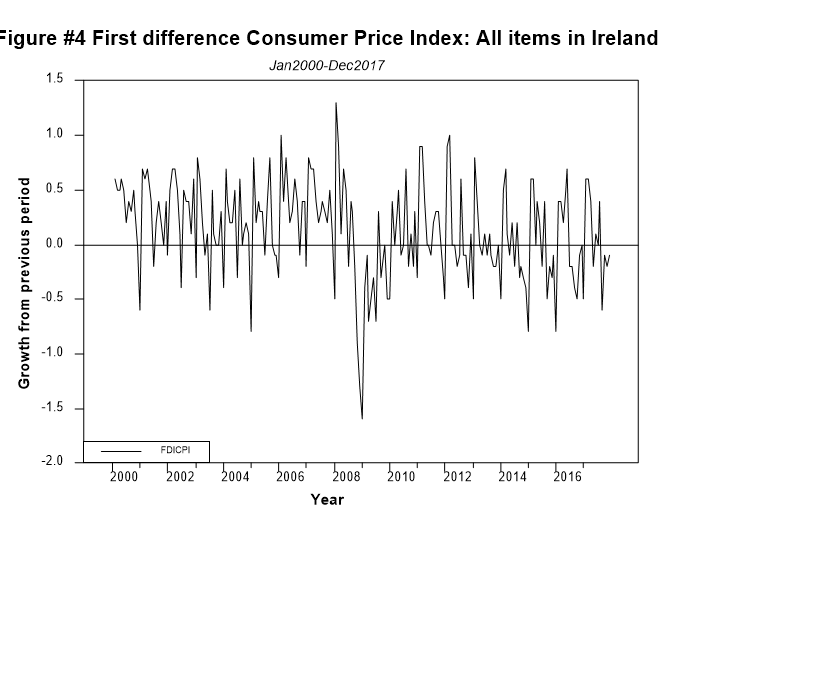 Figure #4 First difference Consumer Price Index: All items in Ireland
Jan2000-Dec2017
Growth from previous period
1.5
1.0
0.5
0.0
-0.5
-1.0
-1.5
-2.0
FDICPI
2000 2002 2004 2006 2008 2010 2012 2014 2016
Year